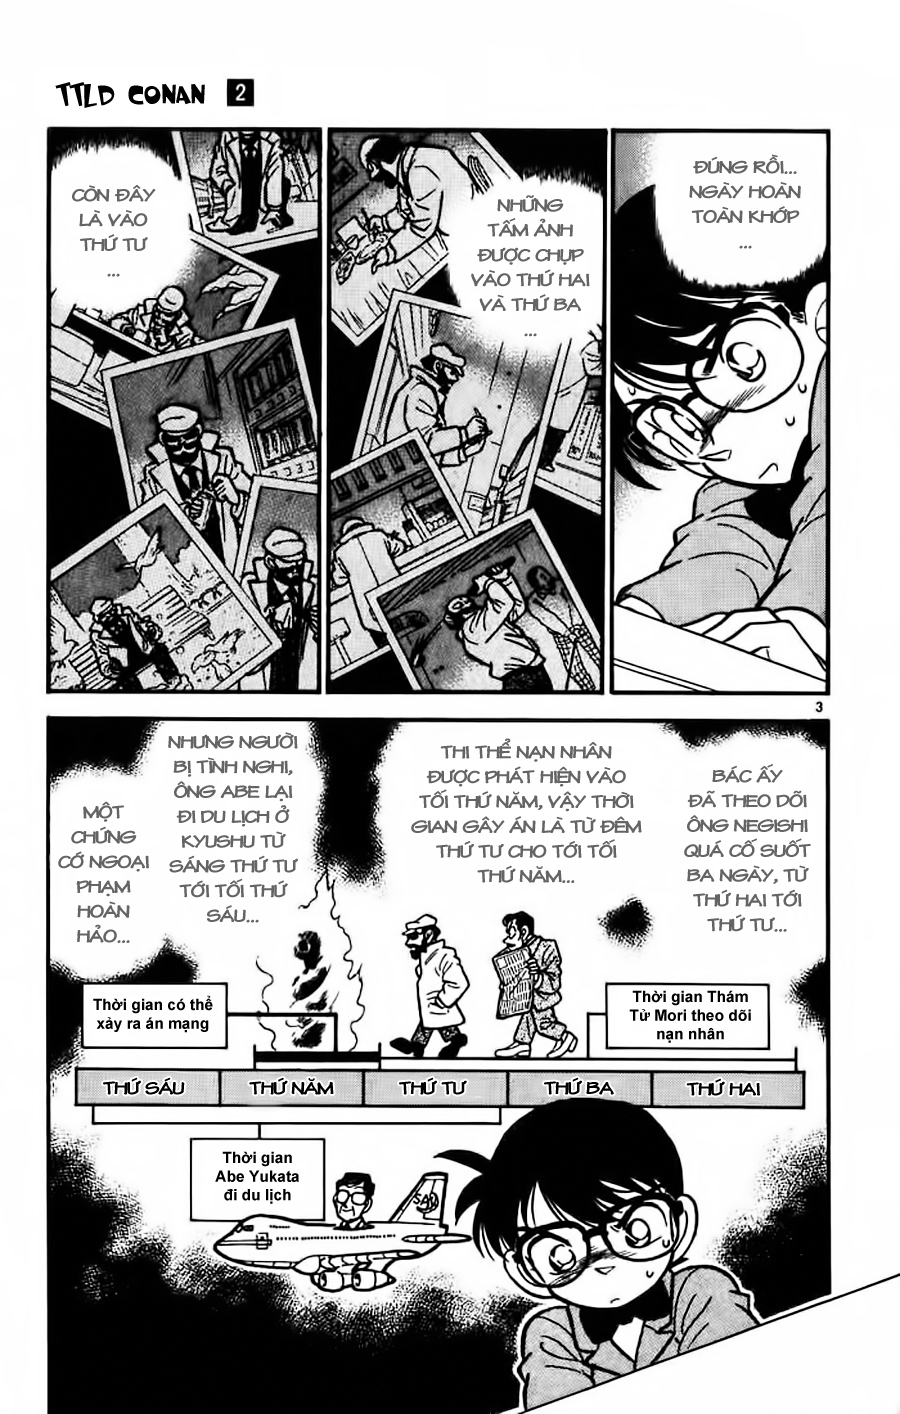 TTLD CONAN 2
ĐÚNG RỒI...
NGÀY HOÀN
TOÀN KHỚP
...
NHỮNG
TẤM ẢNH
ĐƯỢC CHỤP
VÀO THỨ HAI
VÀ THỨ BA
...
CÒN ĐÂY
LÀ VÀO
THỨ TƯ
...
3
BÁC ẤY
ĐÃ THEO DÕI
ÔNG NEGISHI
QUÁ CỐ SUỐT
BA NGÀY, TỪ
THỨ HAI TỚI
THỨ TƯ...
THI THỂ NẠN NHÂN
ĐƯỢC PHÁT HIỆN VÀO
TỐI THỨ NĂM, VẬY THỜI
GIAN GÂY ÁN LÀ TỪ ĐÊM
THỨ TƯ CHO TỚI TỐI
THỨ NĂM...
NHƯNG NGƯỜI
BỊ TÌNH NGHI,
ÔNG ABE LẠI
ĐI DU LỊCH Ở
KYUSHU TỪ
SÁNG THỨ TƯ
TỚI TỐI THỨ
SÁU...
MỘT
CHỨNG
CỚ NGOẠI
PHẠM
HOÀN
HẢO...
Thời gian Thám
Tử Mori theo dõi
nạn nhân
Thời gian có thể
xảy ra án mạng
THỨ SÁU
THỨ NĂM
THỨ TƯ
THỨ BA
THỨ HAI
Thời gian
Abe Yukata
đi du lịch